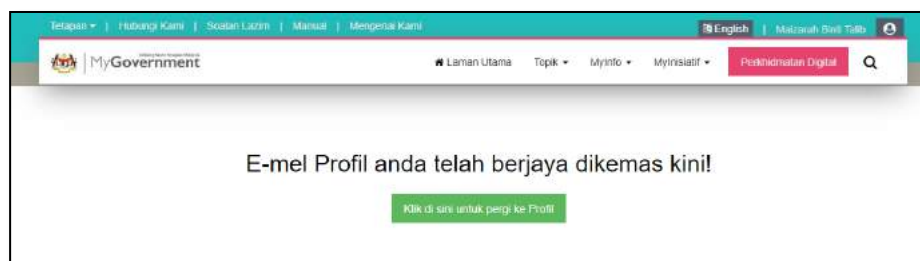 Tetapan | Hubungi Kami | Soalan Lazim | Manual | Mengenai Kami English | Maizarah Binti Talib
MyGovernment Laman Utama Topik MyInfo MyInisiatif Perkhidmatan Digital
E-mel Profil anda telah berjaya dikemas kini!
Klik di sini untuk pergi ke Profil